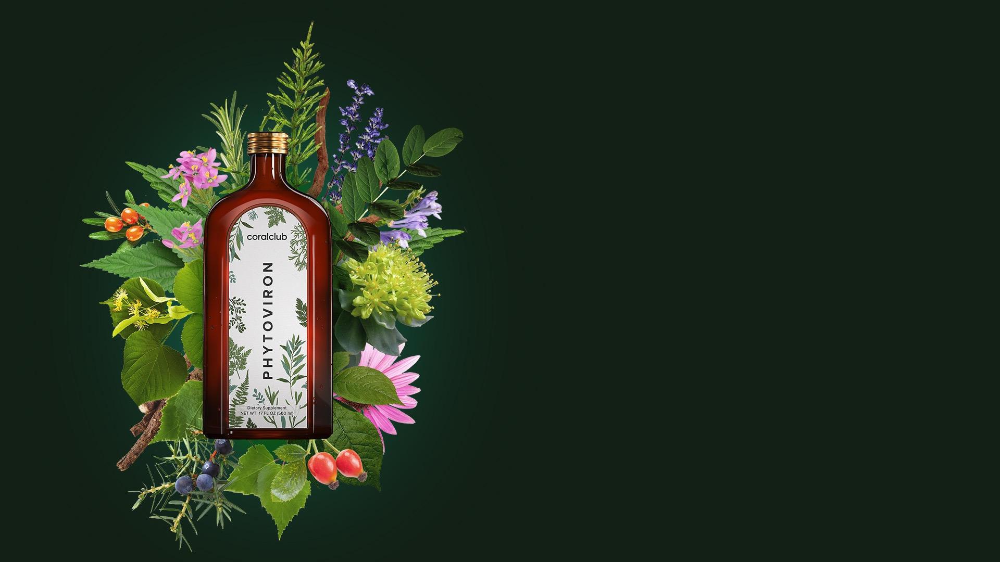 coralclub
PHYTOVIRON
Dietary Supplement
NET WT 17 FL OZ (500 ml)